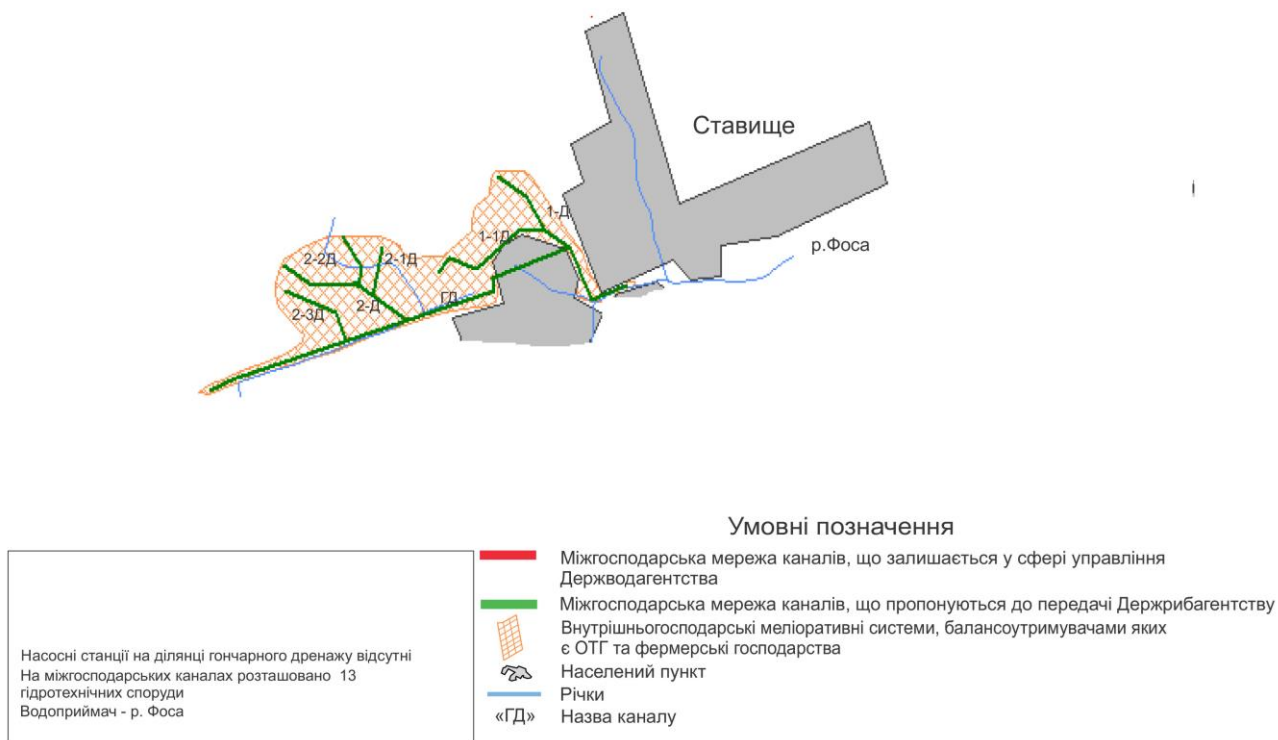 Ставище
р.Фоса
1-Д
1-1Д
2-2Д
2-1Д
ГД
2-Д
2-3Д
Умовні позначення
Міжгосподарська мережа каналів, що залишається у сфері управління
Держводагентства
Міжгосподарська мережа каналів, що пропонуються до передачі Держрибагентству
Внутрішньогосподарські меліоративні системи, балансоутримувачами яких
є ОТГ та фермерські господарства
Населений пункт
Річки
«ГД» Назва каналу
Насосні станції на ділянці гончарного дренажу відсутні
На міжгосподарських каналах розташовано 13
гідротехнічних споруди
Водоприймач - р. Фоса